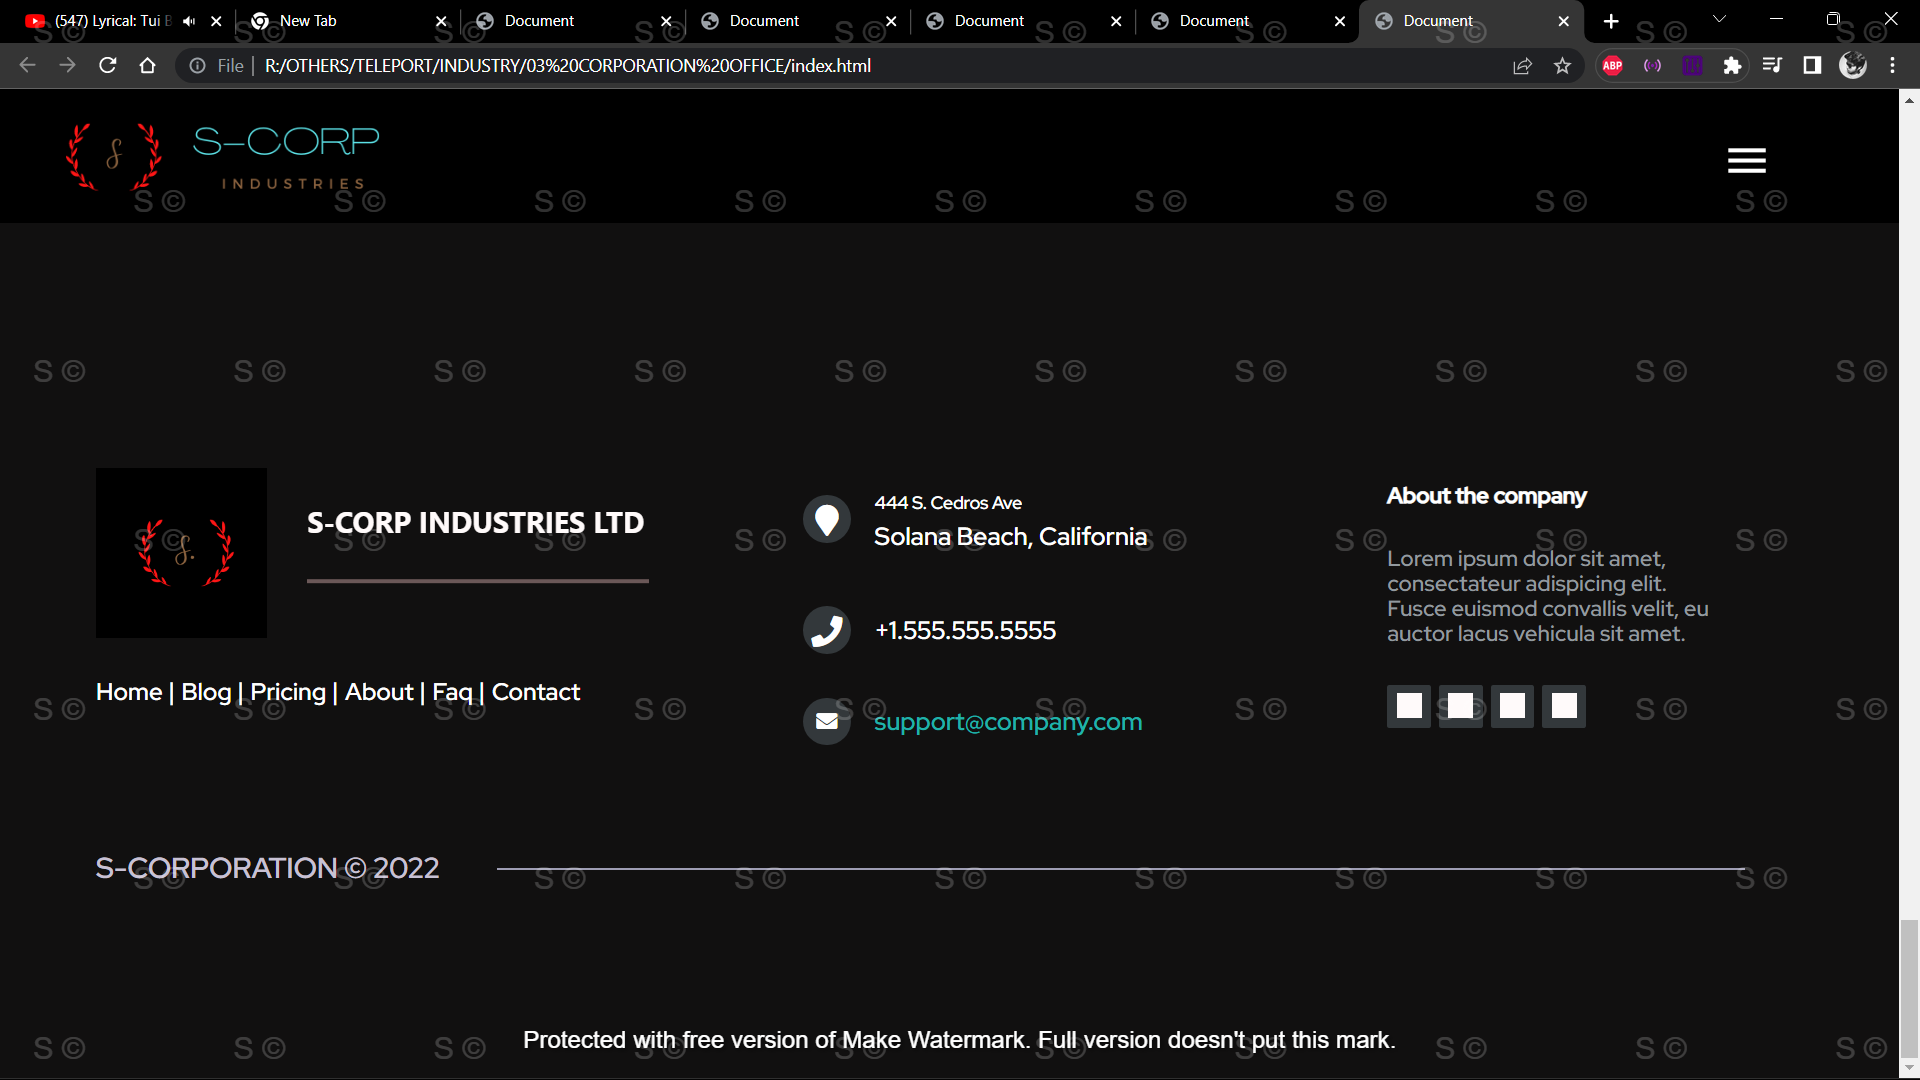 (547) Lyrical: Tui
New Tab
Document
Document
Document
Document
Document
File | R:/OTHERS/TELEPORT/INDUSTRY/03%20CORPORATION%20OFFICE/index.html
ABP
S
S-CORP
INDUSTRIES
S © S © S © S © S © S © S © S © S ©
S © S © S © S © S © S © S © S © S © S ©
S-CORP INDUSTRIES LTD
444 S. Cedros Ave
Solana Beach, California
About the company
Lorem ipsum dolor sit amet,
consectateur adispicing elit.
Fusce euismod convallis velit, eu
auctor lacus vehicula sit amet.
+1.555.555.5555
Home | Blog | Pricing | About | Faq | Contact
support@company.com
S-CORPORATION © 2022
Protected with free version of Make Watermark. Full version doesn't put this mark.